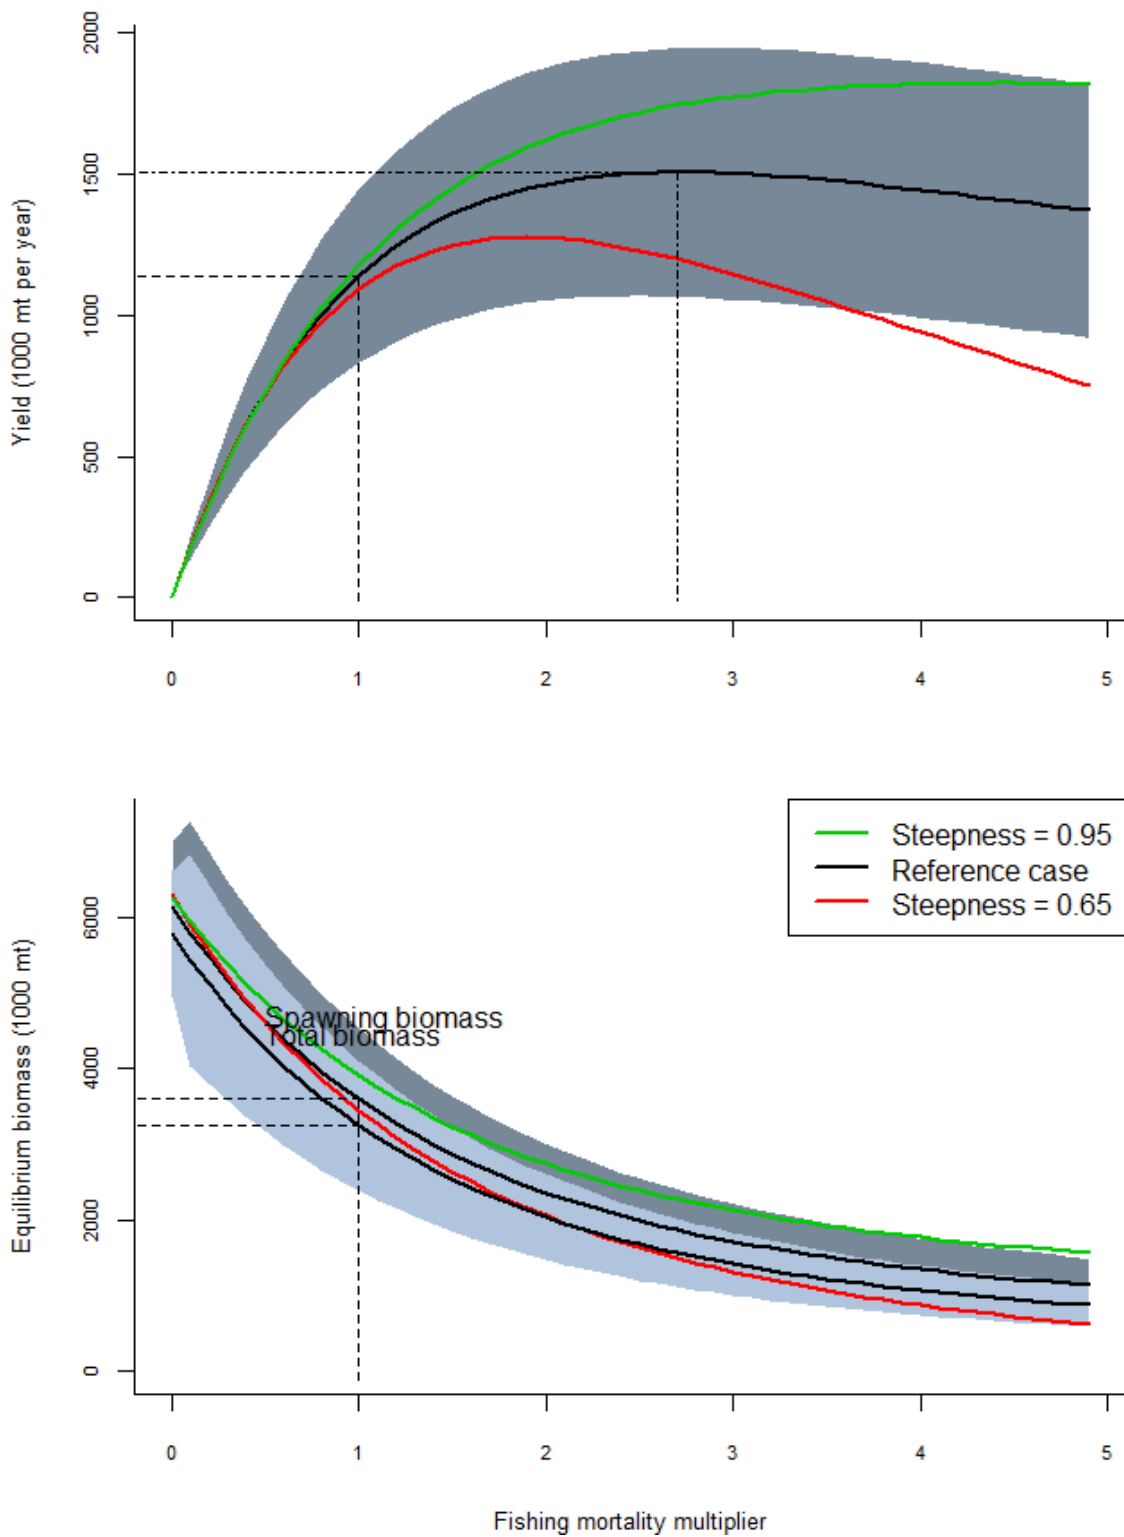 2000
1500
1000
500
0
Yield (1000 mt per year)
0 1 2 3 4 5
Steepness = 0.95
Reference case
Steepness = 0.65
6000
4000
2000
0
Equilibrium biomass (1000 mt)
Spawning biomass
Total biomass
0 1 2 3 4 5
Fishing mortality multiplier